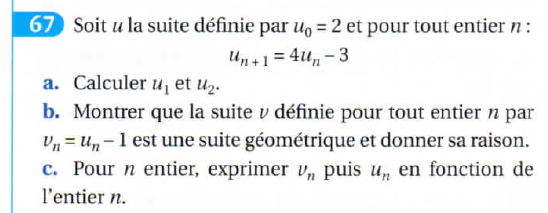 67 Soit u la suite définie par u₀ = 2 et pour tout entier n :
uₙ₊₁ = 4uₙ – 3
a. Calculer u₁ et u₂.
b. Montrer que la suite v définie pour tout entier n par
vₙ = uₙ – 1 est une suite géométrique et donner sa raison.
c. Pour n entier, exprimer vₙ puis uₙ en fonction de
l'entier n.